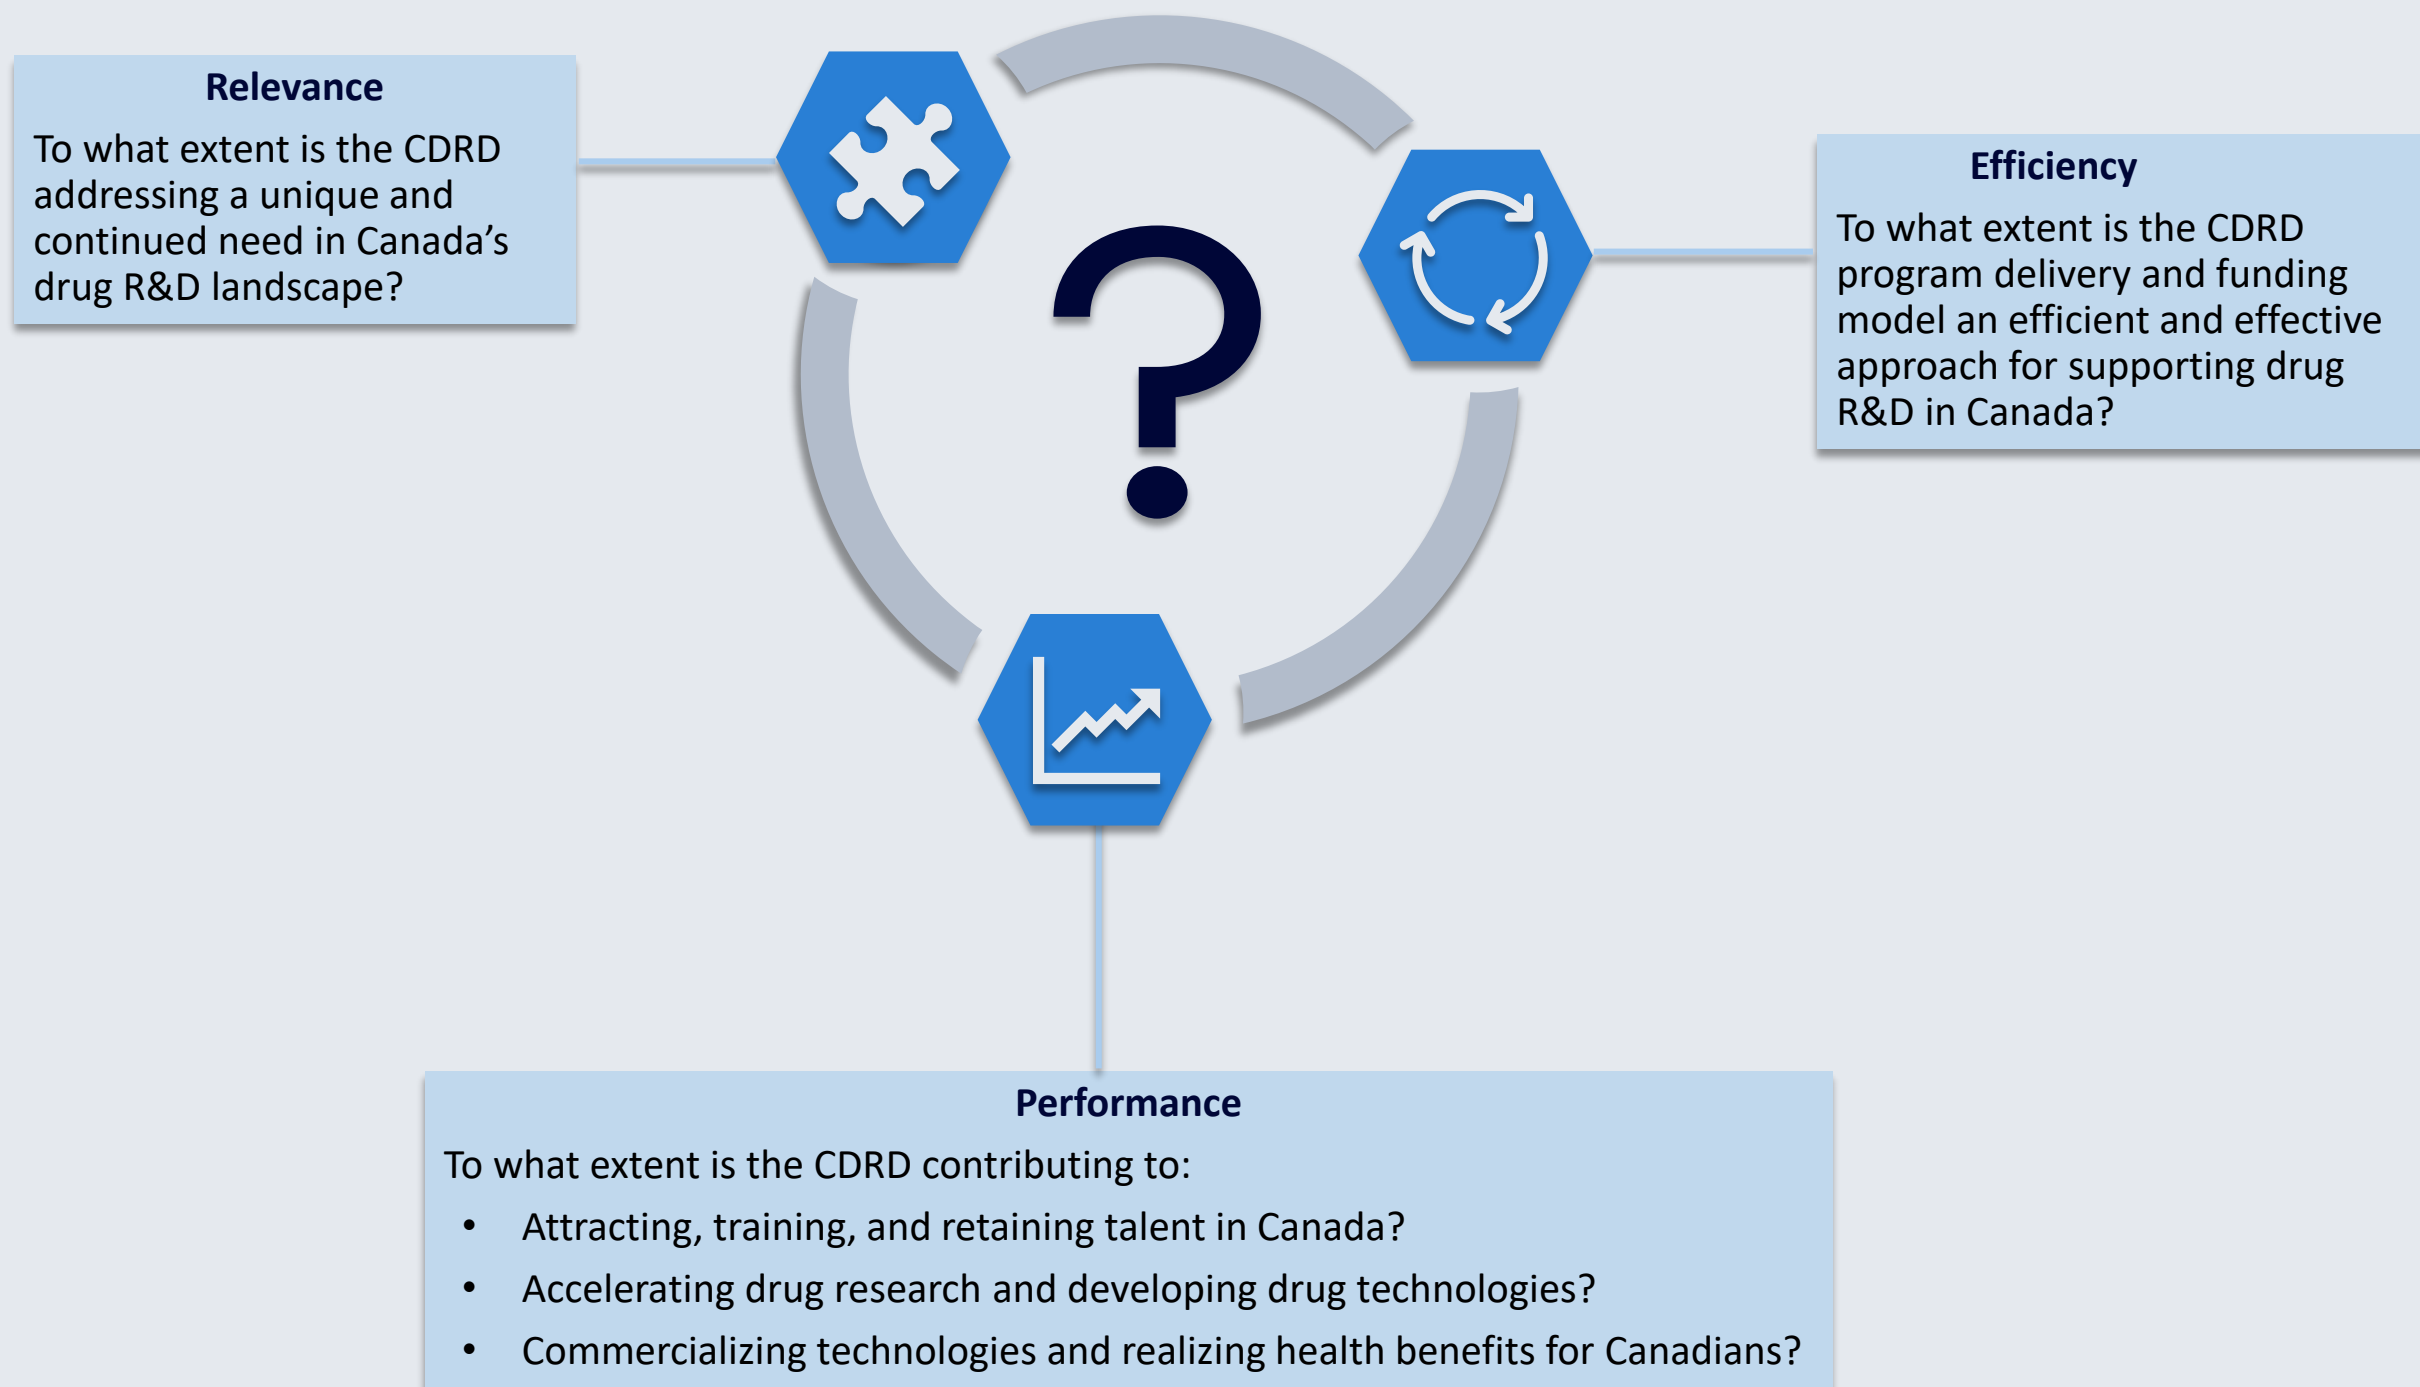 Relevance
To what extent is the CDRD
addressing a unique and
continued need in Canada’s
drug R&D landscape?
Efficiency
To what extent is the CDRD
program delivery and funding
model an efficient and effective
approach for supporting drug
R&D in Canada?
?
Performance
To what extent is the CDRD contributing to:
• Attracting, training, and retaining talent in Canada?
• Accelerating drug research and developing drug technologies?
• Commercializing technologies and realizing health benefits for Canadians?